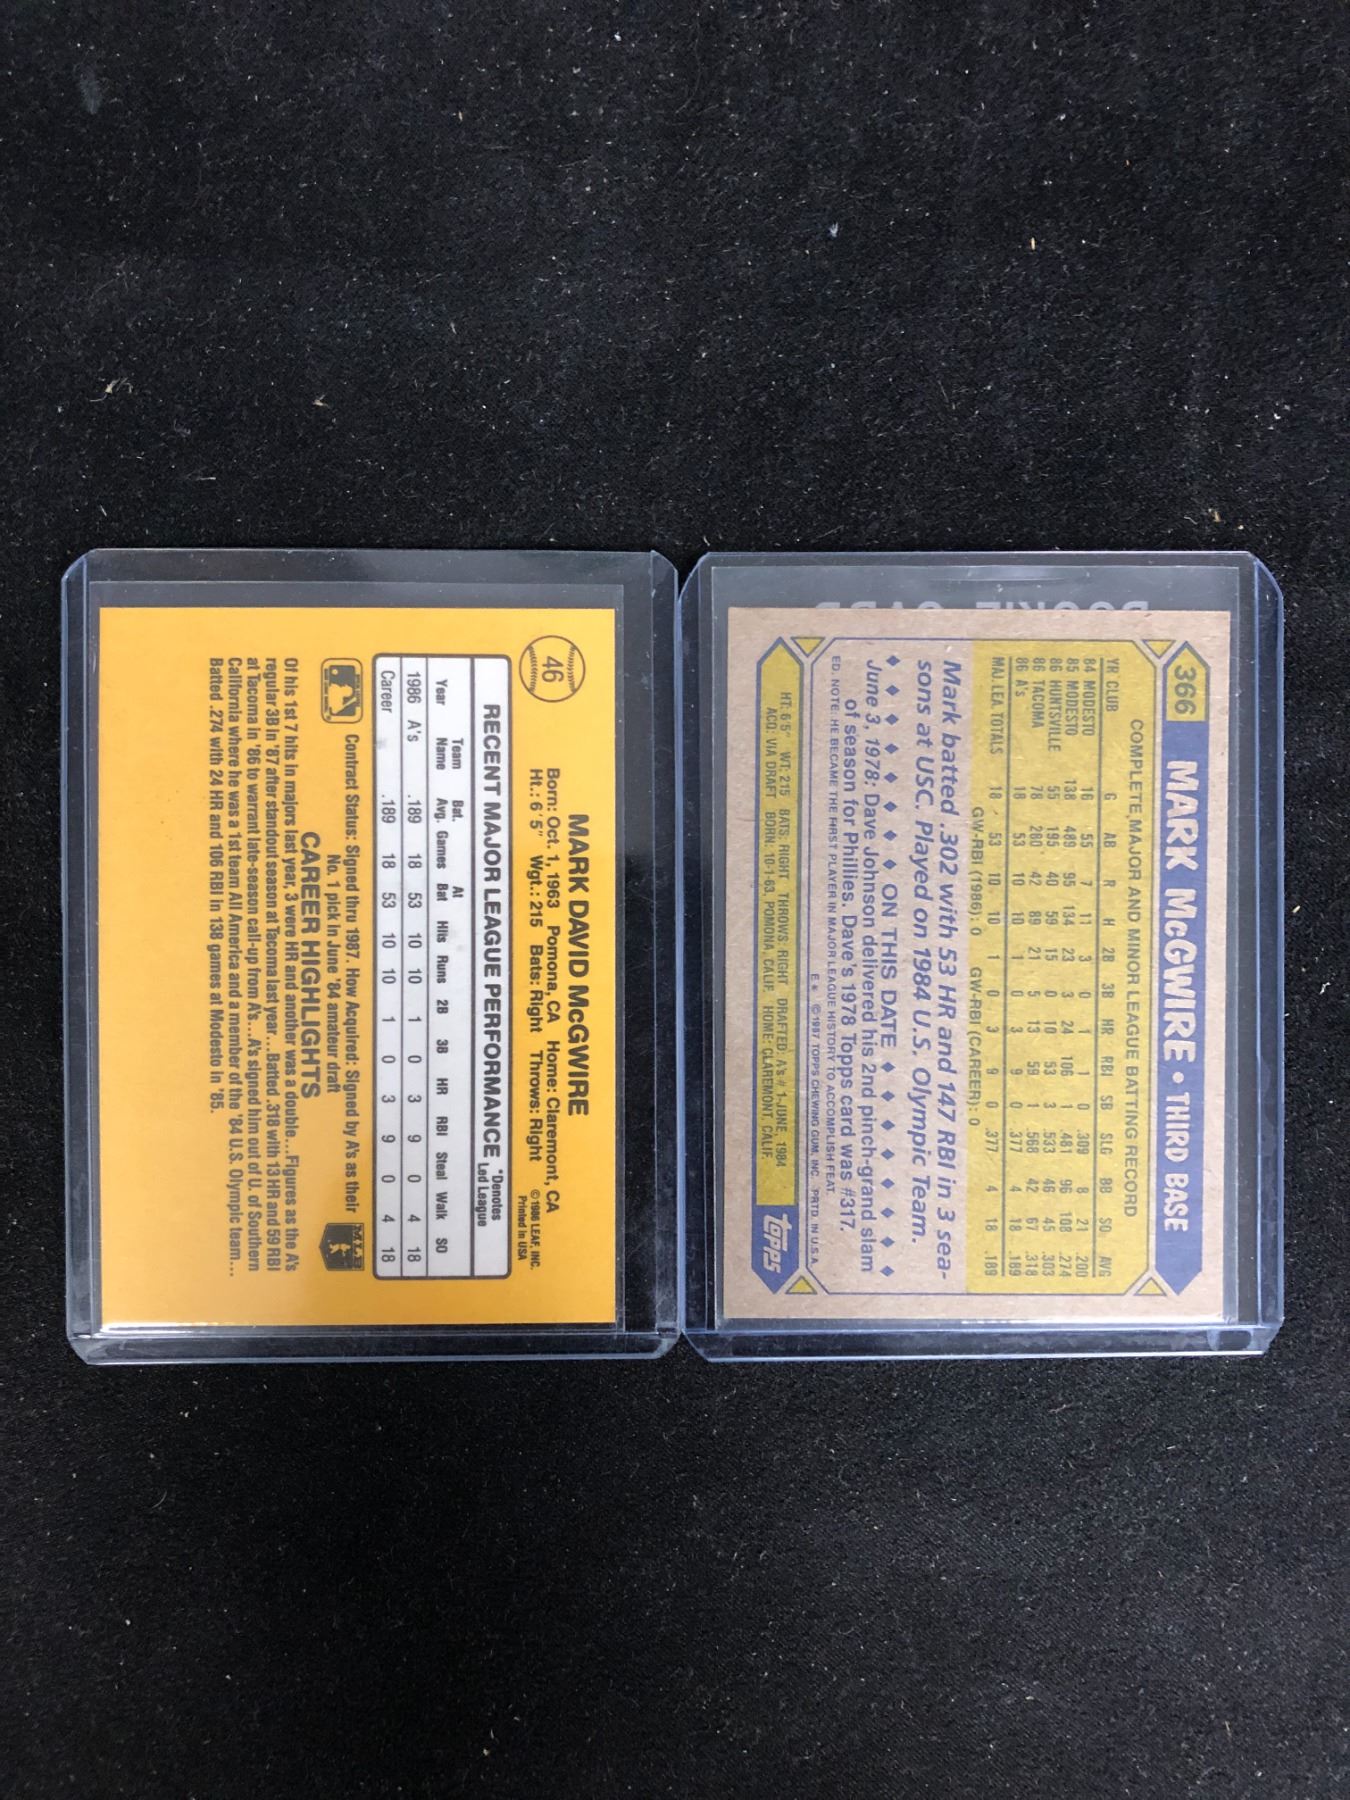 366 MARK McGWIRE • THIRD BASE
COMPLETE MAJOR AND MINOR LEAGUE BATTING RECORD
YR CLUB G AB R H 2B 3B HR RBI SB SLG BB SO AVG
84 MODESTO 16 55 7 11 3 0 1 1 0 .309 8 21 .200
85 MODESTO 138 489 95 134 23 3 24 106 1 .481 96 108 .274
86 HUNTSVILLE 55 195 40 59 15 0 10 53 3 .533 46 45 .303
86 TACOMA 78 280 42 89 21 5 13 59 1 .568 42 67 .318
86 A's 18 53 10 10 1 0 3 9 0 .377 4 18 .189
MAJ. LEA. TOTALS 18 53 10 10 1 0 3 9 0 .377 4 18 .189
GW-RBI (1986): 0 GW-RBI (CAREER): 0
Mark batted .302 with 53 HR and 147 RBI in 3 sea-
sons at USC. Played on 1984 U.S. Olympic Team.
ON THIS DATE
June 3, 1978: Dave Johnson delivered his 2nd pinch-grand slam
of season for Phillies. Dave's 1978 Topps card was #317.
ED. NOTE: HE BECAME THE FIRST PLAYER IN MAJOR LEAGUE HISTORY TO ACCOMPLISH FEAT.
© 1987 TOPPS CHEWING GUM, INC. PRTD. IN U.S.A.
HT: 6'5" WT: 215 BATS: RIGHT THROWS: RIGHT DRAFTED: A's #1-JUNE, 1984
ACQ: VIA DRAFT BORN: 10-1-63, POMONA, CALIF. HOME: CLAREMONT, CALIF.
topps
46
MARK DAVID McGWIRE
Born: Oct. 1, 1963 Pomona, CA Home: Claremont, CA
Ht.: 6'5" Wgt.: 215 Bats: Right Throws: Right
© 1986 LEAF, INC.
Printed in USA
RECENT MAJOR LEAGUE PERFORMANCE
*Denotes
Led League
Team Bat. At
Year Name Avg. Games Bat Hits Runs 2B 3B HR RBI Steal Walk SO
1986 A's .189 18 53 10 10 1 0 3 9 0 4 18
Career .189 18 53 10 10 1 0 3 9 0 4 18
Contract Status: Signed thru 1987. How Acquired: Signed by A's as their
No. 1 pick in June '84 amateur draft
CAREER HIGHLIGHTS
Of his 1st 7 hits in majors last year, 3 were HR and another was a double...Figures as the A's
regular 3B in '87 after standout season at Tacoma last year...Batted .318 with 13 HR and 59 RBI
at Tacoma in '86 to warrant late-season call-up from A's...A's signed him out of U. of Southern
California where he was a 1st team All America and a member of the '84 U.S. Olympic team...
Batted .274 with 24 HR and 106 RBI in 138 games at Modesto in '85.